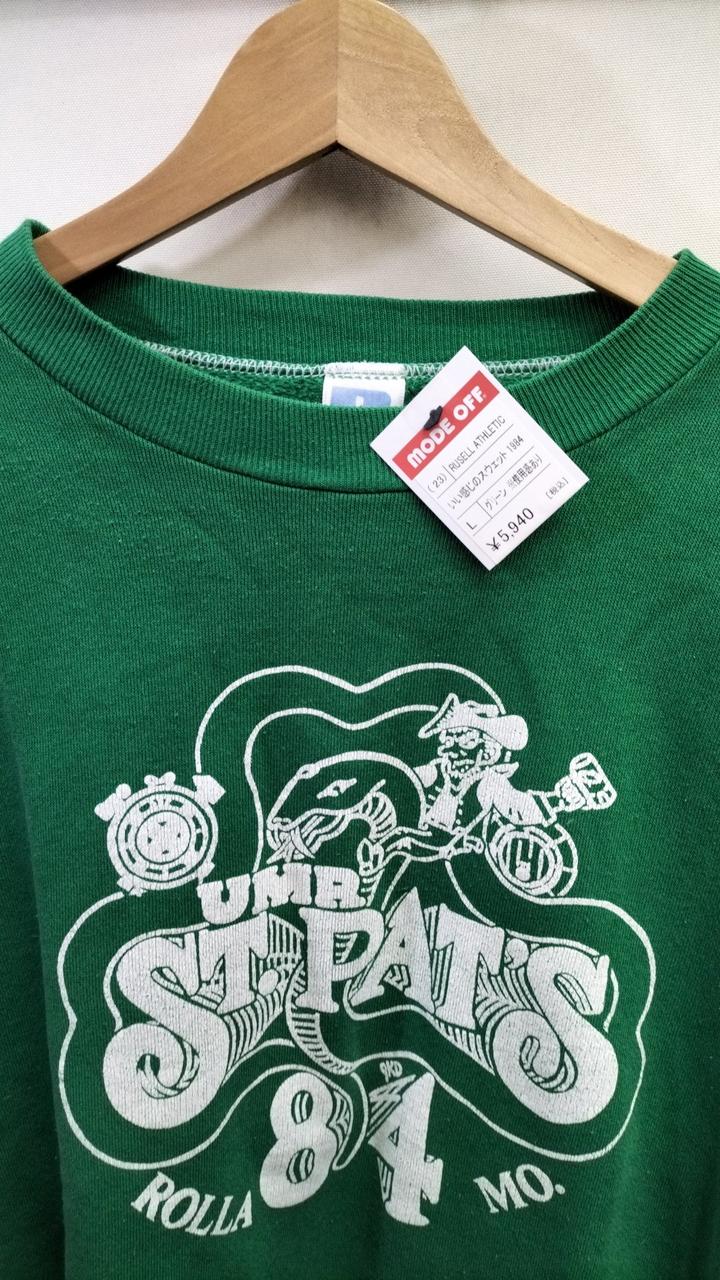 MODE OFF
(23) RUSELL ATHLETIC
いい感じのスウェット 1984
L グリーン ※使用感あり
¥5,940 [税込]
UMR
ST. PAT'S
84
ROLLA MO.